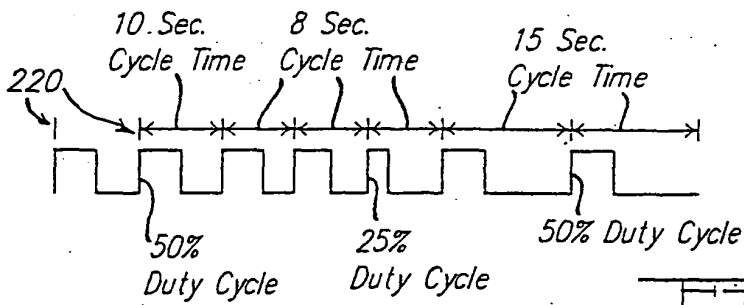 10 Sec.
Cycle Time
8 Sec.
Cycle Time
15 Sec.
Cycle Time
220
50%
Duty Cycle
25%
Duty Cycle
50% Duty Cycle